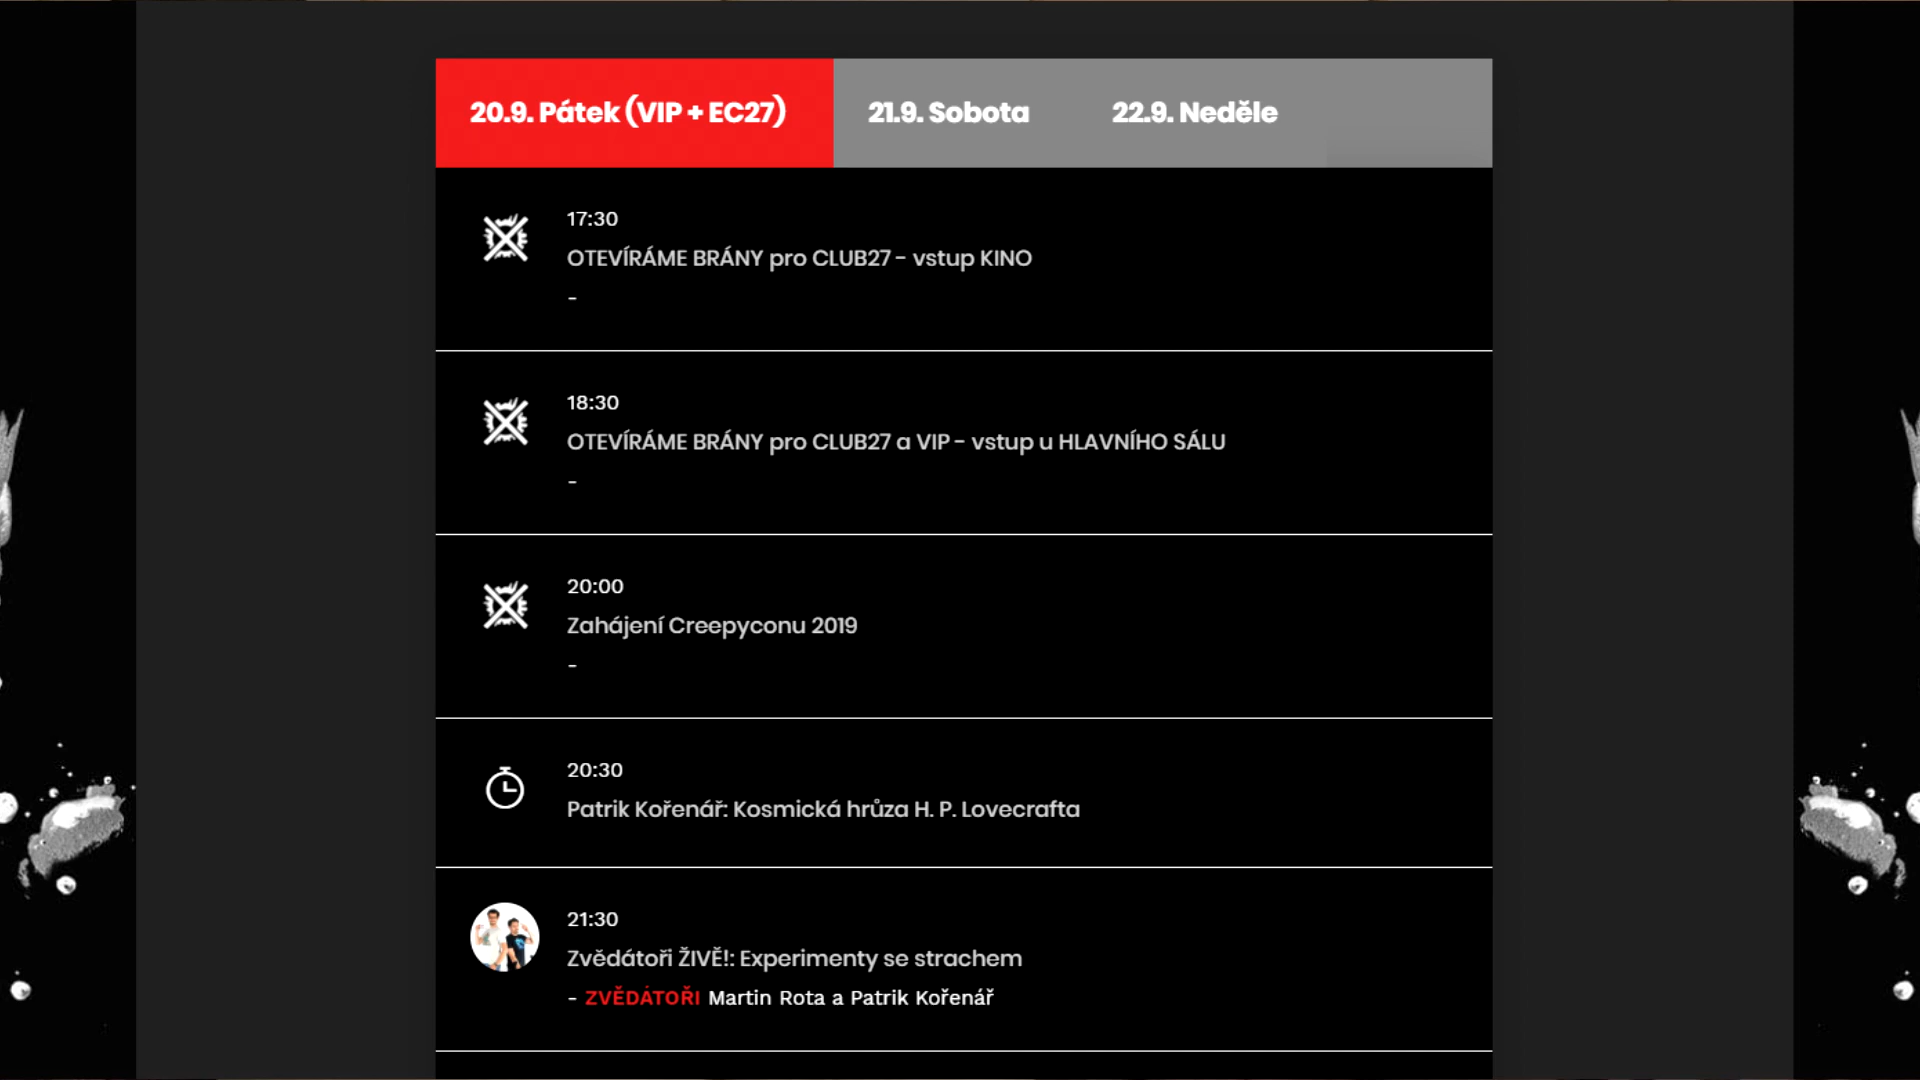 20.9. Pátek (VIP + EC27)
21.9. Sobota
22.9. Neděle
17:30
OTEVÍRÁME BRÁNY pro CLUB27 - vstup KINO
-
18:30
OTEVÍRÁME BRÁNY pro CLUB27 a VIP - vstup u HLAVNÍHO SÁLU
-
20:00
Zahájení Creepyconu 2019
-
20:30
Patrik Kořenář: Kosmická hrůza H. P. Lovecrafta
21:30
Zvědátoři ŽIVĚ!: Experimenty se strachem
- ZVĚDÁTOŘI Martin Rota a Patrik Kořenář